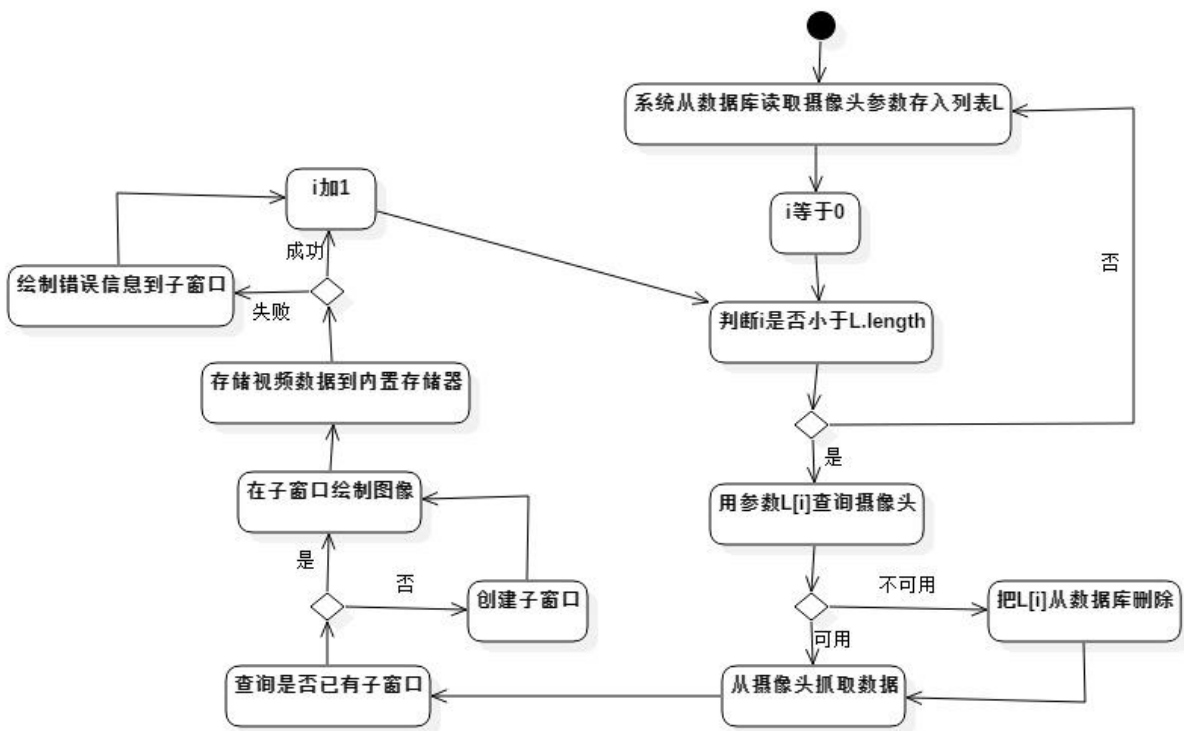 系统从数据库读取摄像头参数存入列表L
i等于0
判断i是否小于L.length
否
是
用参数L[i]查询摄像头
不可用
把L[i]从数据库删除
可用
从摄像头抓取数据
查询是否已有子窗口
否
创建子窗口
是
在子窗口绘制图像
存储视频数据到内置存储器
失败
绘制错误信息到子窗口
成功
i加1